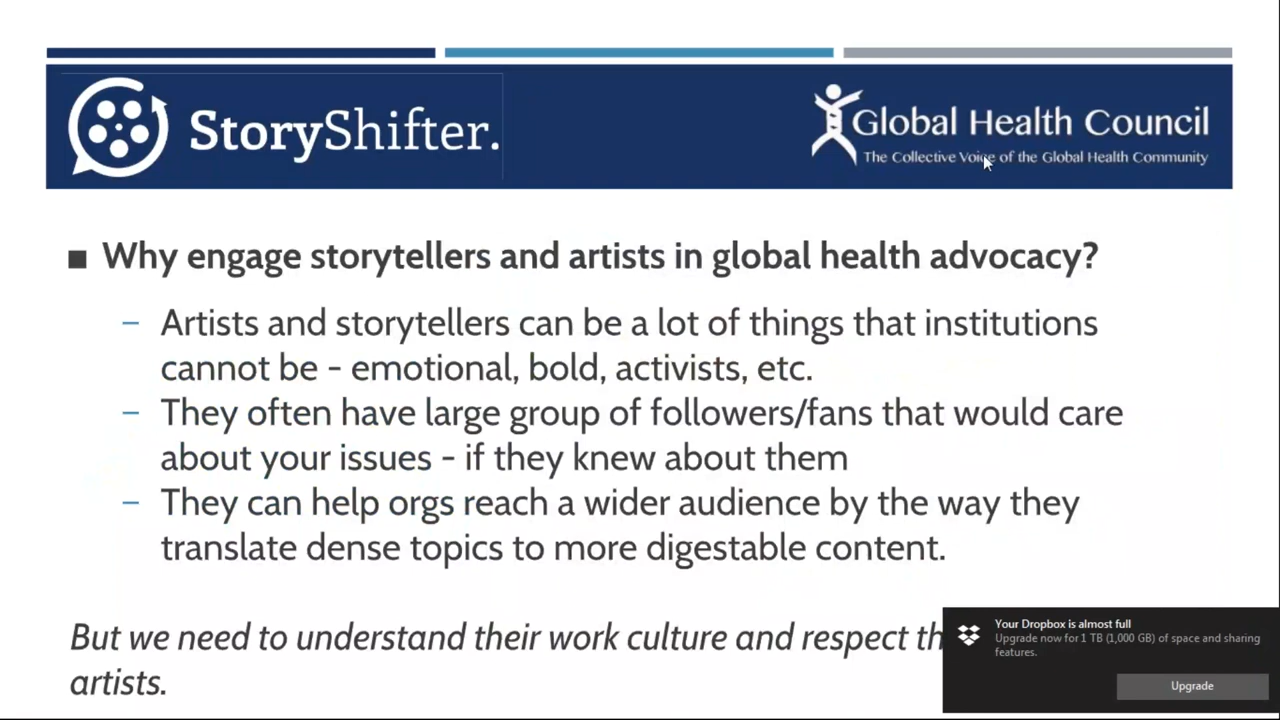 StoryShifter.
Global Health Council
The Collective Voice of the Global Health Community
Why engage storytellers and artists in global health advocacy?
– Artists and storytellers can be a lot of things that institutions
cannot be - emotional, bold, activists, etc.
– They often have large group of followers/fans that would care
about your issues - if they knew about them
– They can help orgs reach a wider audience by the way they
translate dense topics to more digestable content.
But we need to understand their work culture and respect
artists.
Your Dropbox is almost full
Upgrade now for 1 TB (1,000 GB) of space and sharing
features.
Upgrade